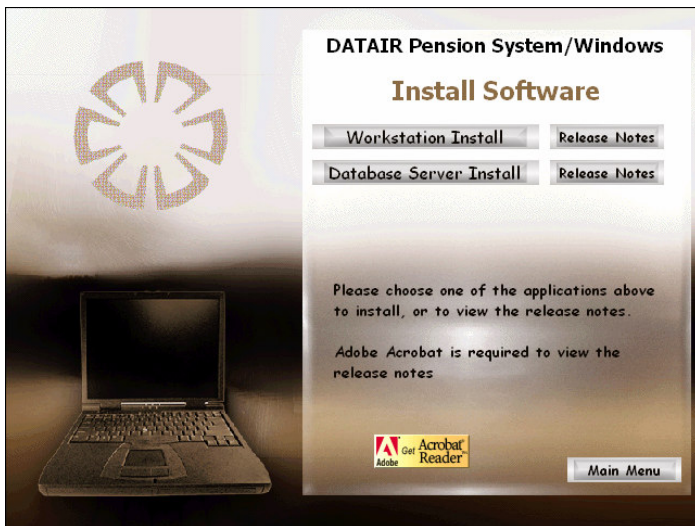 DATAIR Pension System/Windows
Install Software
Workstation Install
Release Notes
Database Server Install
Release Notes
Please choose one of the applications above
to install, or to view the release notes.
Adobe Acrobat is required to view the
release notes
Adobe
Get Acrobat
Reader
Main Menu